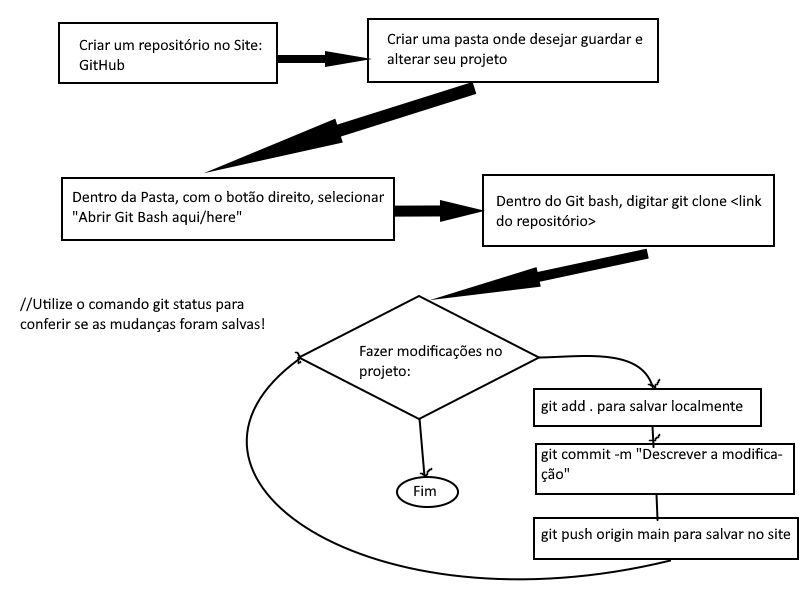 Criar um repositório no Site:
GitHub
Criar uma pasta onde desejar guardar e
alterar seu projeto
Dentro da Pasta, com o botão direito, selecionar
"Abrir Git Bash aqui/here"
Dentro do Git bash, digitar git clone <link
do repositório>
//Utilize o comando git status para
conferir se as mudanças foram salvas!
Fazer modificações no
projeto:
git add . para salvar localmente
git commit -m "Descrever a modifica-
ção"
git push origin main para salvar no site
Fim